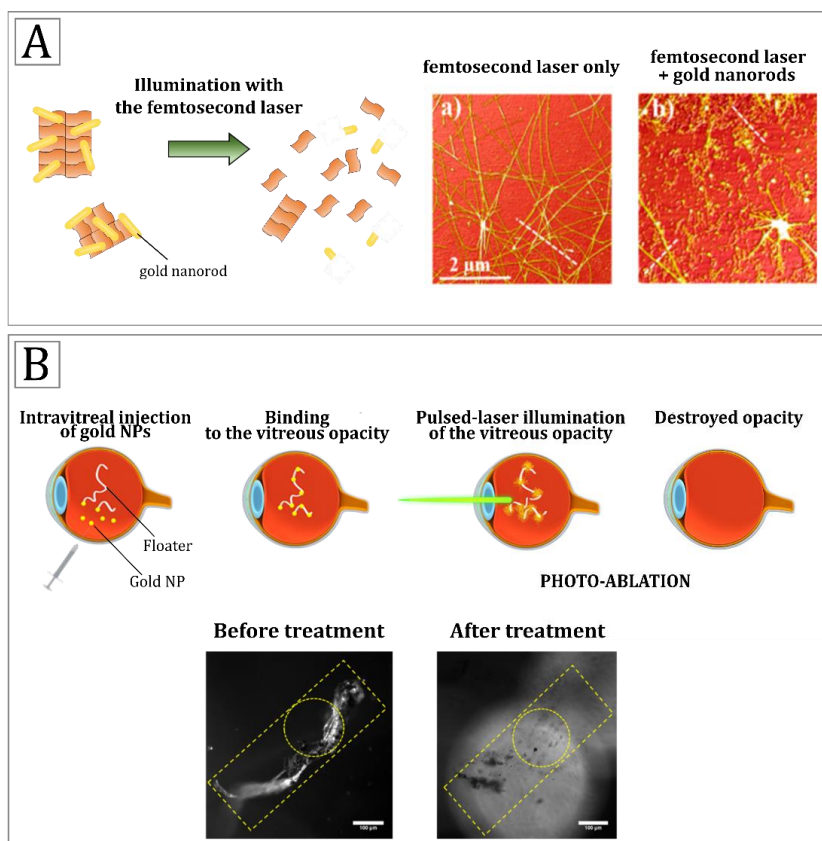 A
Illumination with
the femtosecond laser
gold nanorod
femtosecond laser only
a)
2 μm
femtosecond laser
+ gold nanorods
b)
B
Intravitreal injection
of gold NPs
Floater
Gold NP
Binding
to the vitreous opacity
Pulsed-laser illumination
of the vitreous opacity
Destroyed opacity
PHOTO-ABLATION
Before treatment
100 μm
After treatment
100 μm